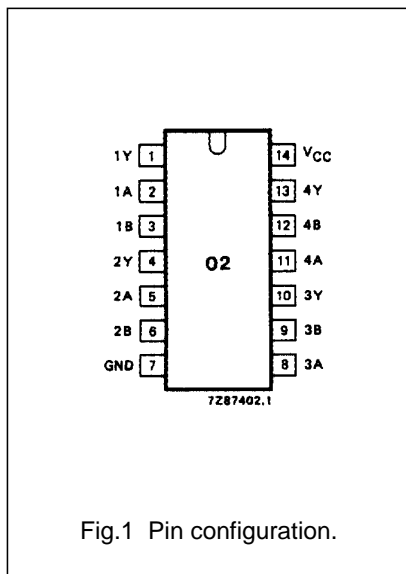 1Y 1 14 VCC
1A 2 13 4Y
1B 3 12 4B
2Y 4 02 11 4A
2A 5 10 3Y
2B 6 9 3B
GND 7 8 3A
7Z87402.1
Fig.1 Pin configuration.